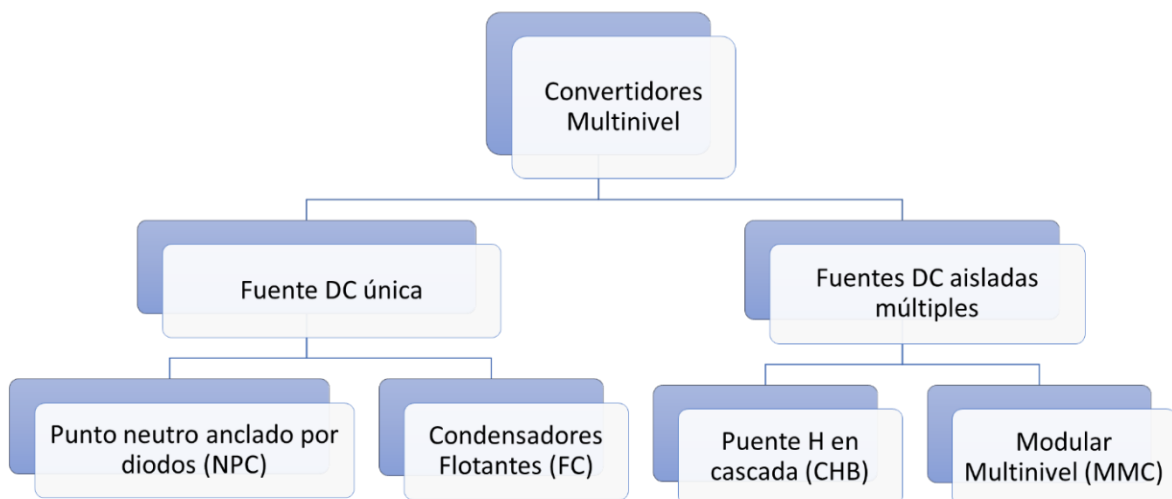 Convertidores
Multinivel
Fuente DC única
Fuentes DC aisladas
múltiples
Punto neutro anclado por
diodos (NPC)
Condensadores
Flotantes (FC)
Puente H en
cascada (CHB)
Modular
Multinivel (MMC)